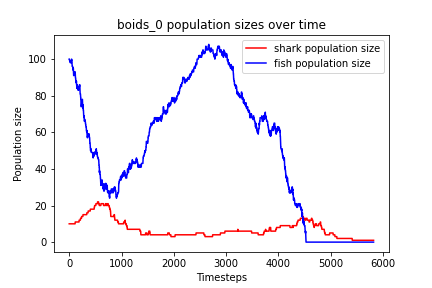 boids_0 population sizes over time
shark population size
fish population size
100
80
60
40
20
0
Population size
0 1000 2000 3000 4000 5000 6000
Timesteps